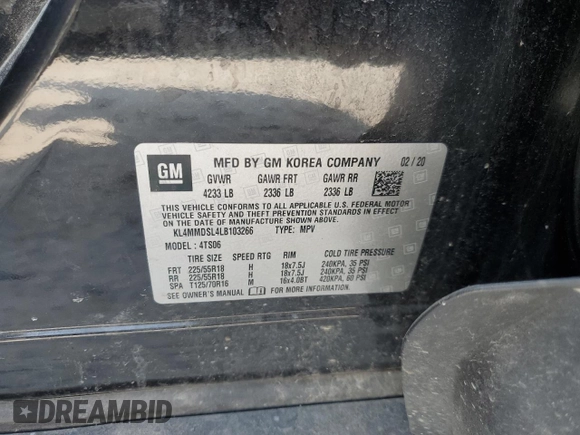 GM
MFD BY GM KOREA COMPANY 02 / 20
GVWR GAWR FRT GAWR RR
4233 LB 2336 LB 2336 LB
THIS VEHICLE CONFORMS TO ALL APPLICABLE U.S. FEDERAL MOTOR
VEHICLE SAFETY AND THEFT PREVENTION STANDARDS IN EFFECT
ON THE DATE OF MANUFACTURE SHOWN ABOVE.
KL4MMDSL4LB103266 TYPE: MPV
MODEL: 4TS06
TIRE SIZE SPEED RTG RIM COLD TIRE PRESSURE
FRT 225/55R18 H 18x7.5J 240KPA, 35 PSI
RR 225/55R18 H 18x7.5J 240KPA, 35 PSI
SPA T125/70R16 M 16x4.0BT 420KPA, 60 PSI
SEE OWNER'S MANUAL FOR ADDITIONAL INFORMATION.
DREAMBID